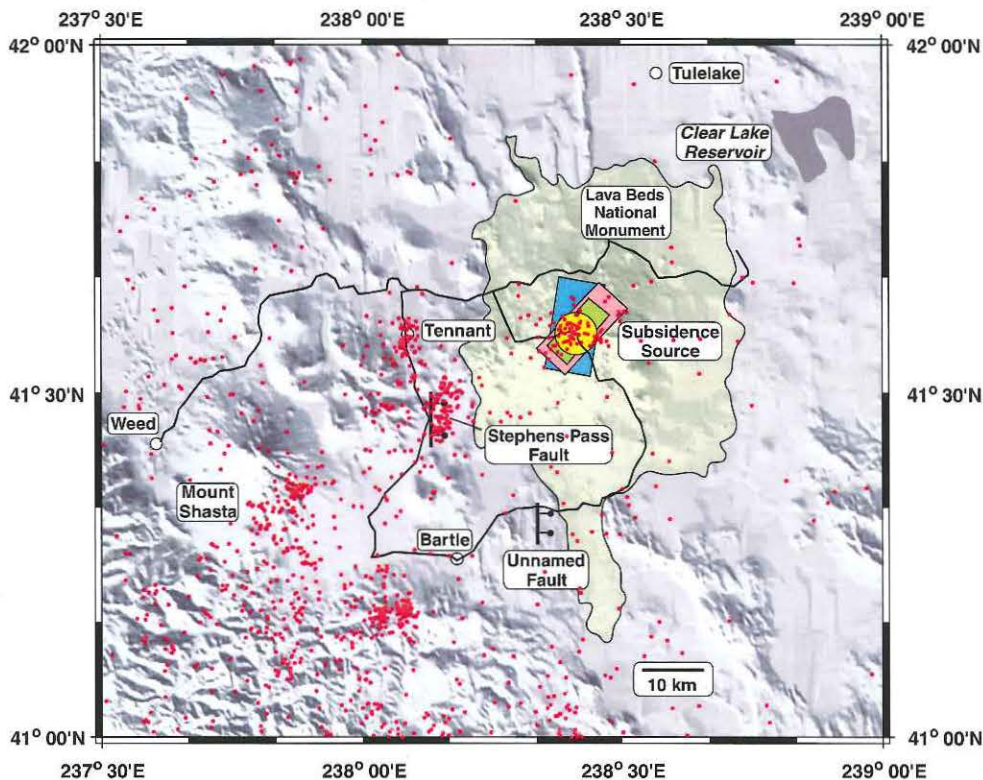 237° 30' 238° 00' 238° 30' 239° 00'
42° 00'N 42° 00'N
Tulelake
Clear Lake
Reservoir
Lava Beds
National
Monument
Tennant
Subsidence
Source
41° 30' 41° 30'N
Weed
Stephens Pass
Fault
Mount
Shasta
Bartle
Unnamed
Fault
10 km
41° 00' 41° 00'N
237° 30' 238° 00' 238° 30' 239° 00'